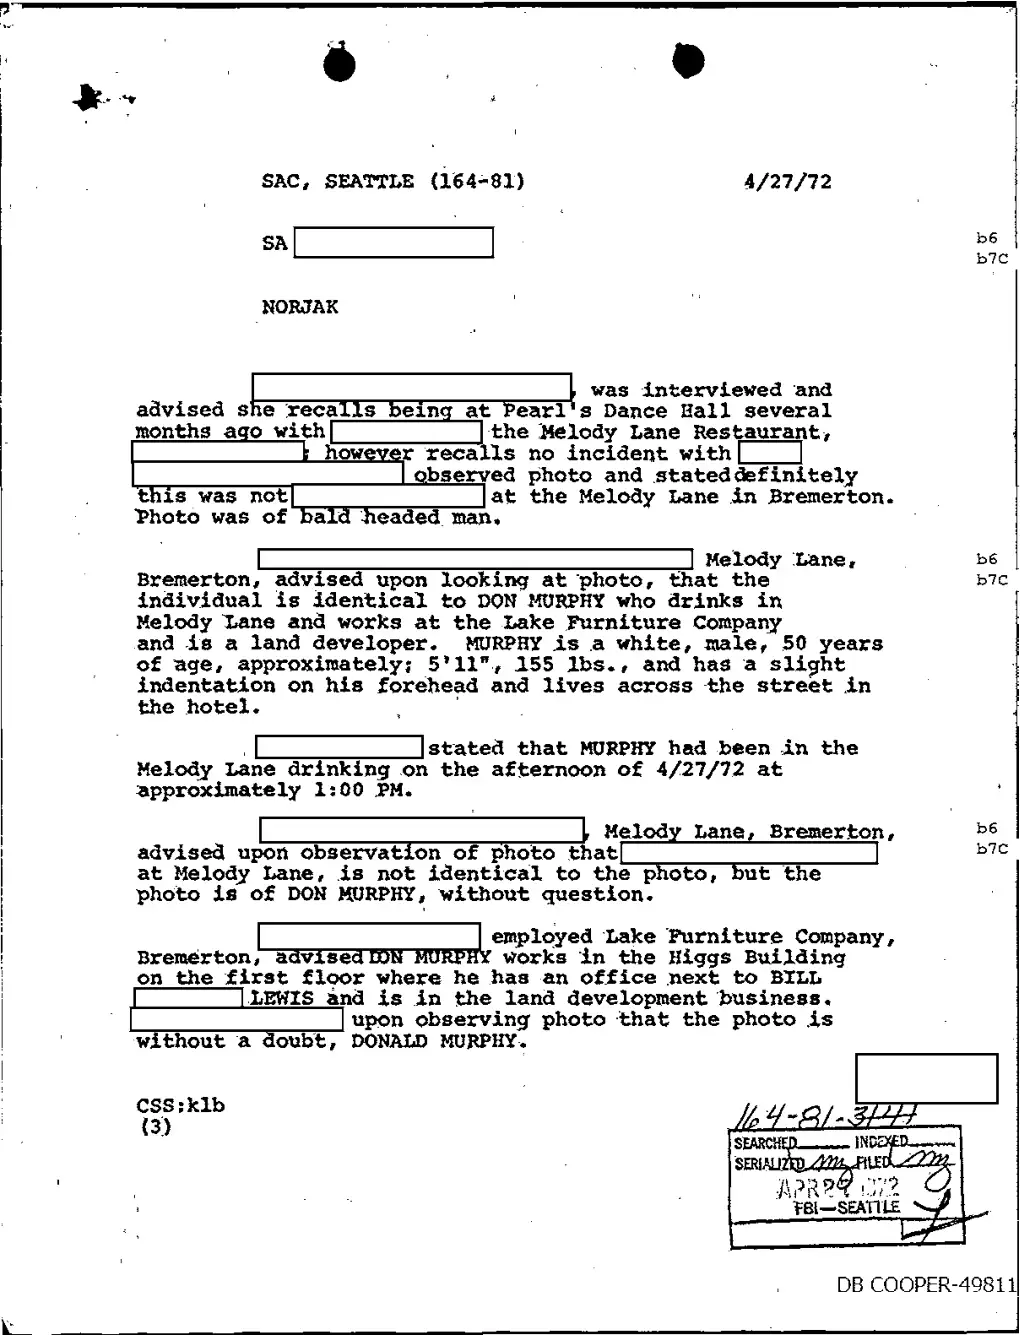 SAC, SEATTLE (164-81) 4/27/72
SA
b6
b7C
NORJAK
, was interviewed and
advised she recalls being at Pearl's Dance Hall several
months ago with the Melody Lane Restaurant,
; however recalls no incident with
observed photo and stated definitely
this was not at the Melody Lane in Bremerton.
Photo was of bald headed man.
Melody Lane,
b6
b7C
Bremerton, advised upon looking at photo, that the
individual is identical to DON MURPHY who drinks in
Melody Lane and works at the Lake Furniture Company
and is a land developer. MURPHY is a white, male, 50 years
of age, approximately; 5'11", 155 lbs., and has a slight
indentation on his forehead and lives across the street in
the hotel.
stated that MURPHY had been in the
Melody Lane drinking on the afternoon of 4/27/72 at
approximately 1:00 PM.
, Melody Lane, Bremerton,
b6
b7C
advised upon observation of photo that
at Melody Lane, is not identical to the photo, but the
photo is of DON MURPHY, without question.
employed Lake Furniture Company,
Bremerton, advised DON MURPHY works in the Higgs Building
on the first floor where he has an office next to BILL
LEWIS and is in the land development business.
upon observing photo that the photo is
without a doubt, DONALD MURPHY.
CSS;klb
(3)
164-81-3141
SEARCHED INDEXED
SERIALIZED FILED
APR 1972
FBI—SEATTLE
DB COOPER-49811